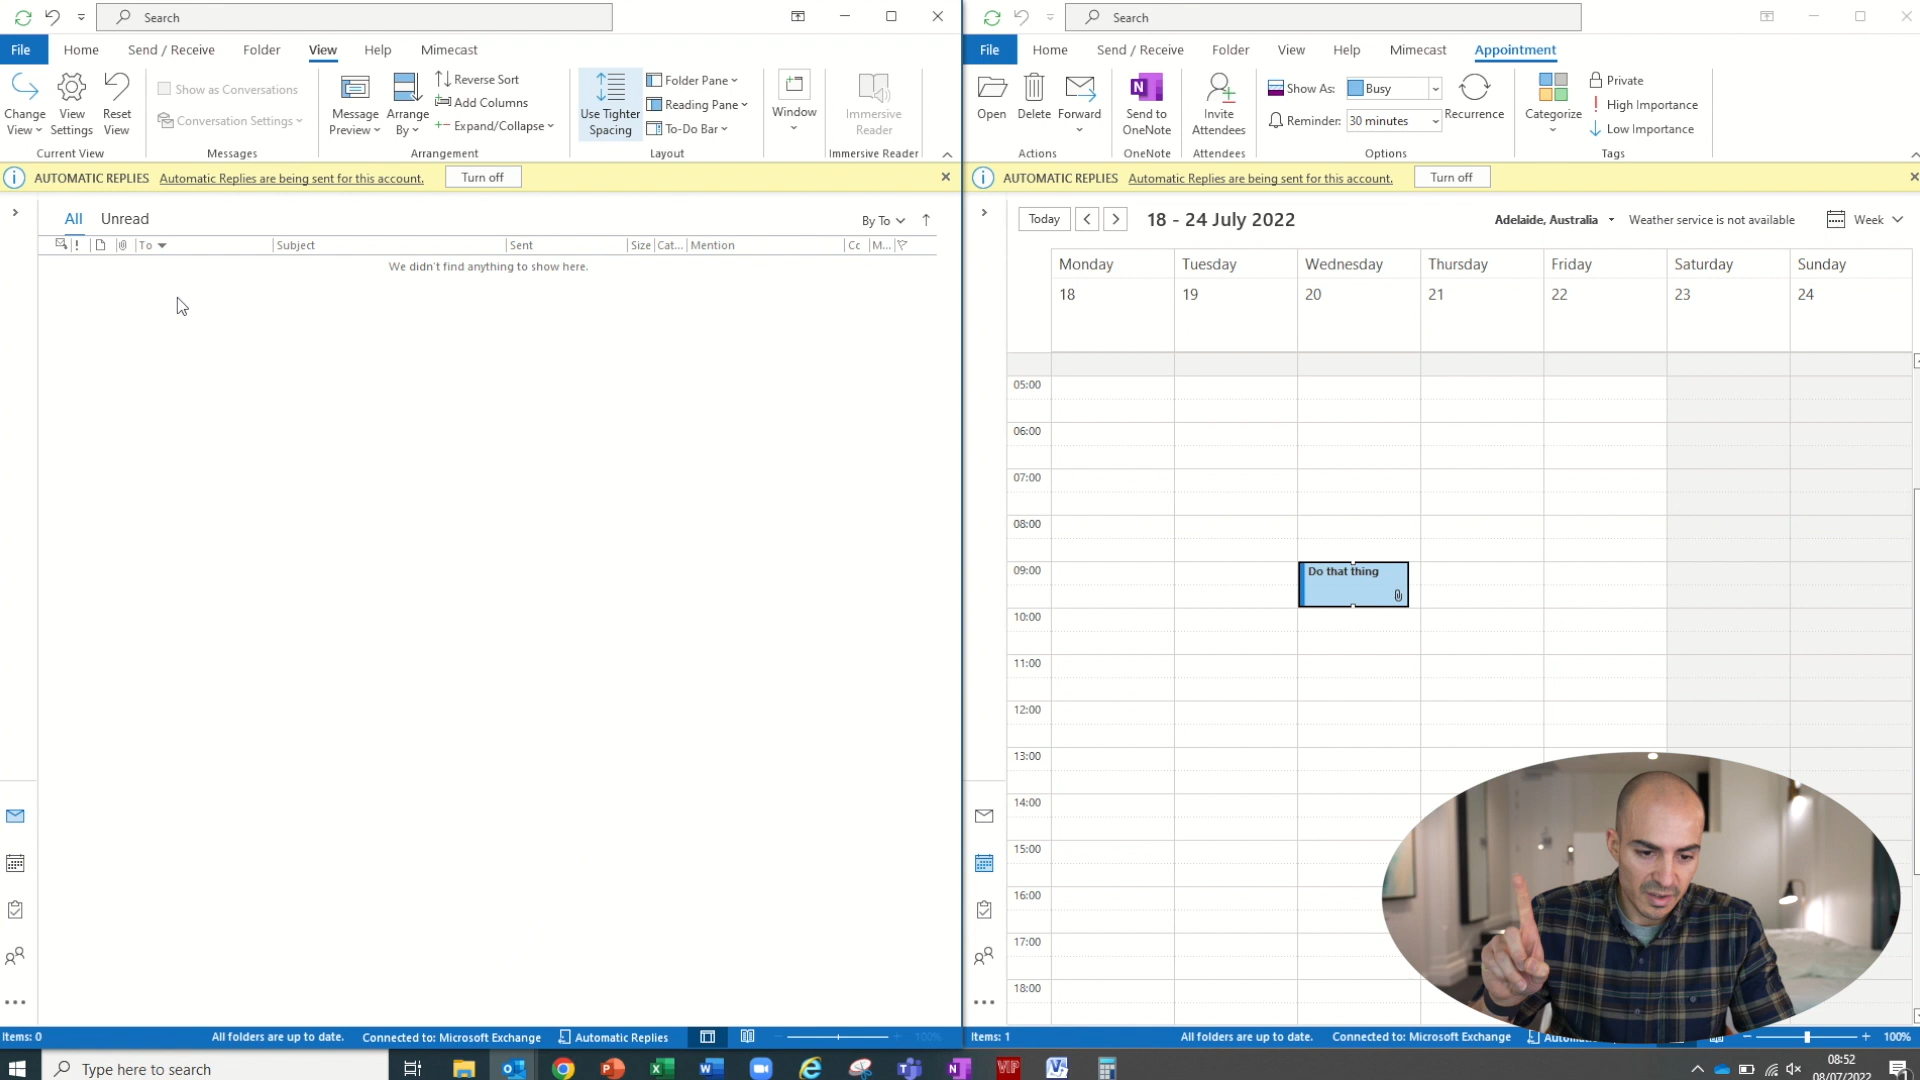 Search
File Home Send / Receive Folder View Help Mimecast
Change View
View Settings
Reset View
Current View
Show as Conversations
Conversation Settings
Messages
Message Preview
Arrange By
Reverse Sort
Add Columns
Expand/Collapse
Arrangement
Use Tighter Spacing
Folder Pane
Reading Pane
To-Do Bar
Layout
Window
Immersive Reader
Immersive Reader
AUTOMATIC REPLIES Automatic Replies are being sent for this account. Turn off
All Unread
By To
! To Subject Sent Size Cat... Mention Cc M...
We didn't find anything to show here.
Items: 0 All folders are up to date. Connected to: Microsoft Exchange Automatic Replies 100%
Search
File Home Send / Receive Folder View Help Mimecast Appointment
Open
Delete
Forward
Actions
N
Send to OneNote
OneNote
Invite Attendees
Attendees
Show As: Busy
Reminder: 30 minutes
Recurrence
Options
Categorize
Private
High Importance
Low Importance
Tags
AUTOMATIC REPLIES Automatic Replies are being sent for this account. Turn off
Today 18 - 24 July 2022 Adelaide, Australia Weather service is not available Week
Monday Tuesday Wednesday Thursday Friday Saturday Sunday
18 19 20 21 22 23 24
05:00
06:00
07:00
08:00
09:00
Do that thing
10:00
11:00
12:00
13:00
14:00
15:00
16:00
17:00
18:00
Items: 1 All folders are up to date. Connected to: Microsoft Exchange 100%
Type here to search
VIP
08:52
08/07/2022